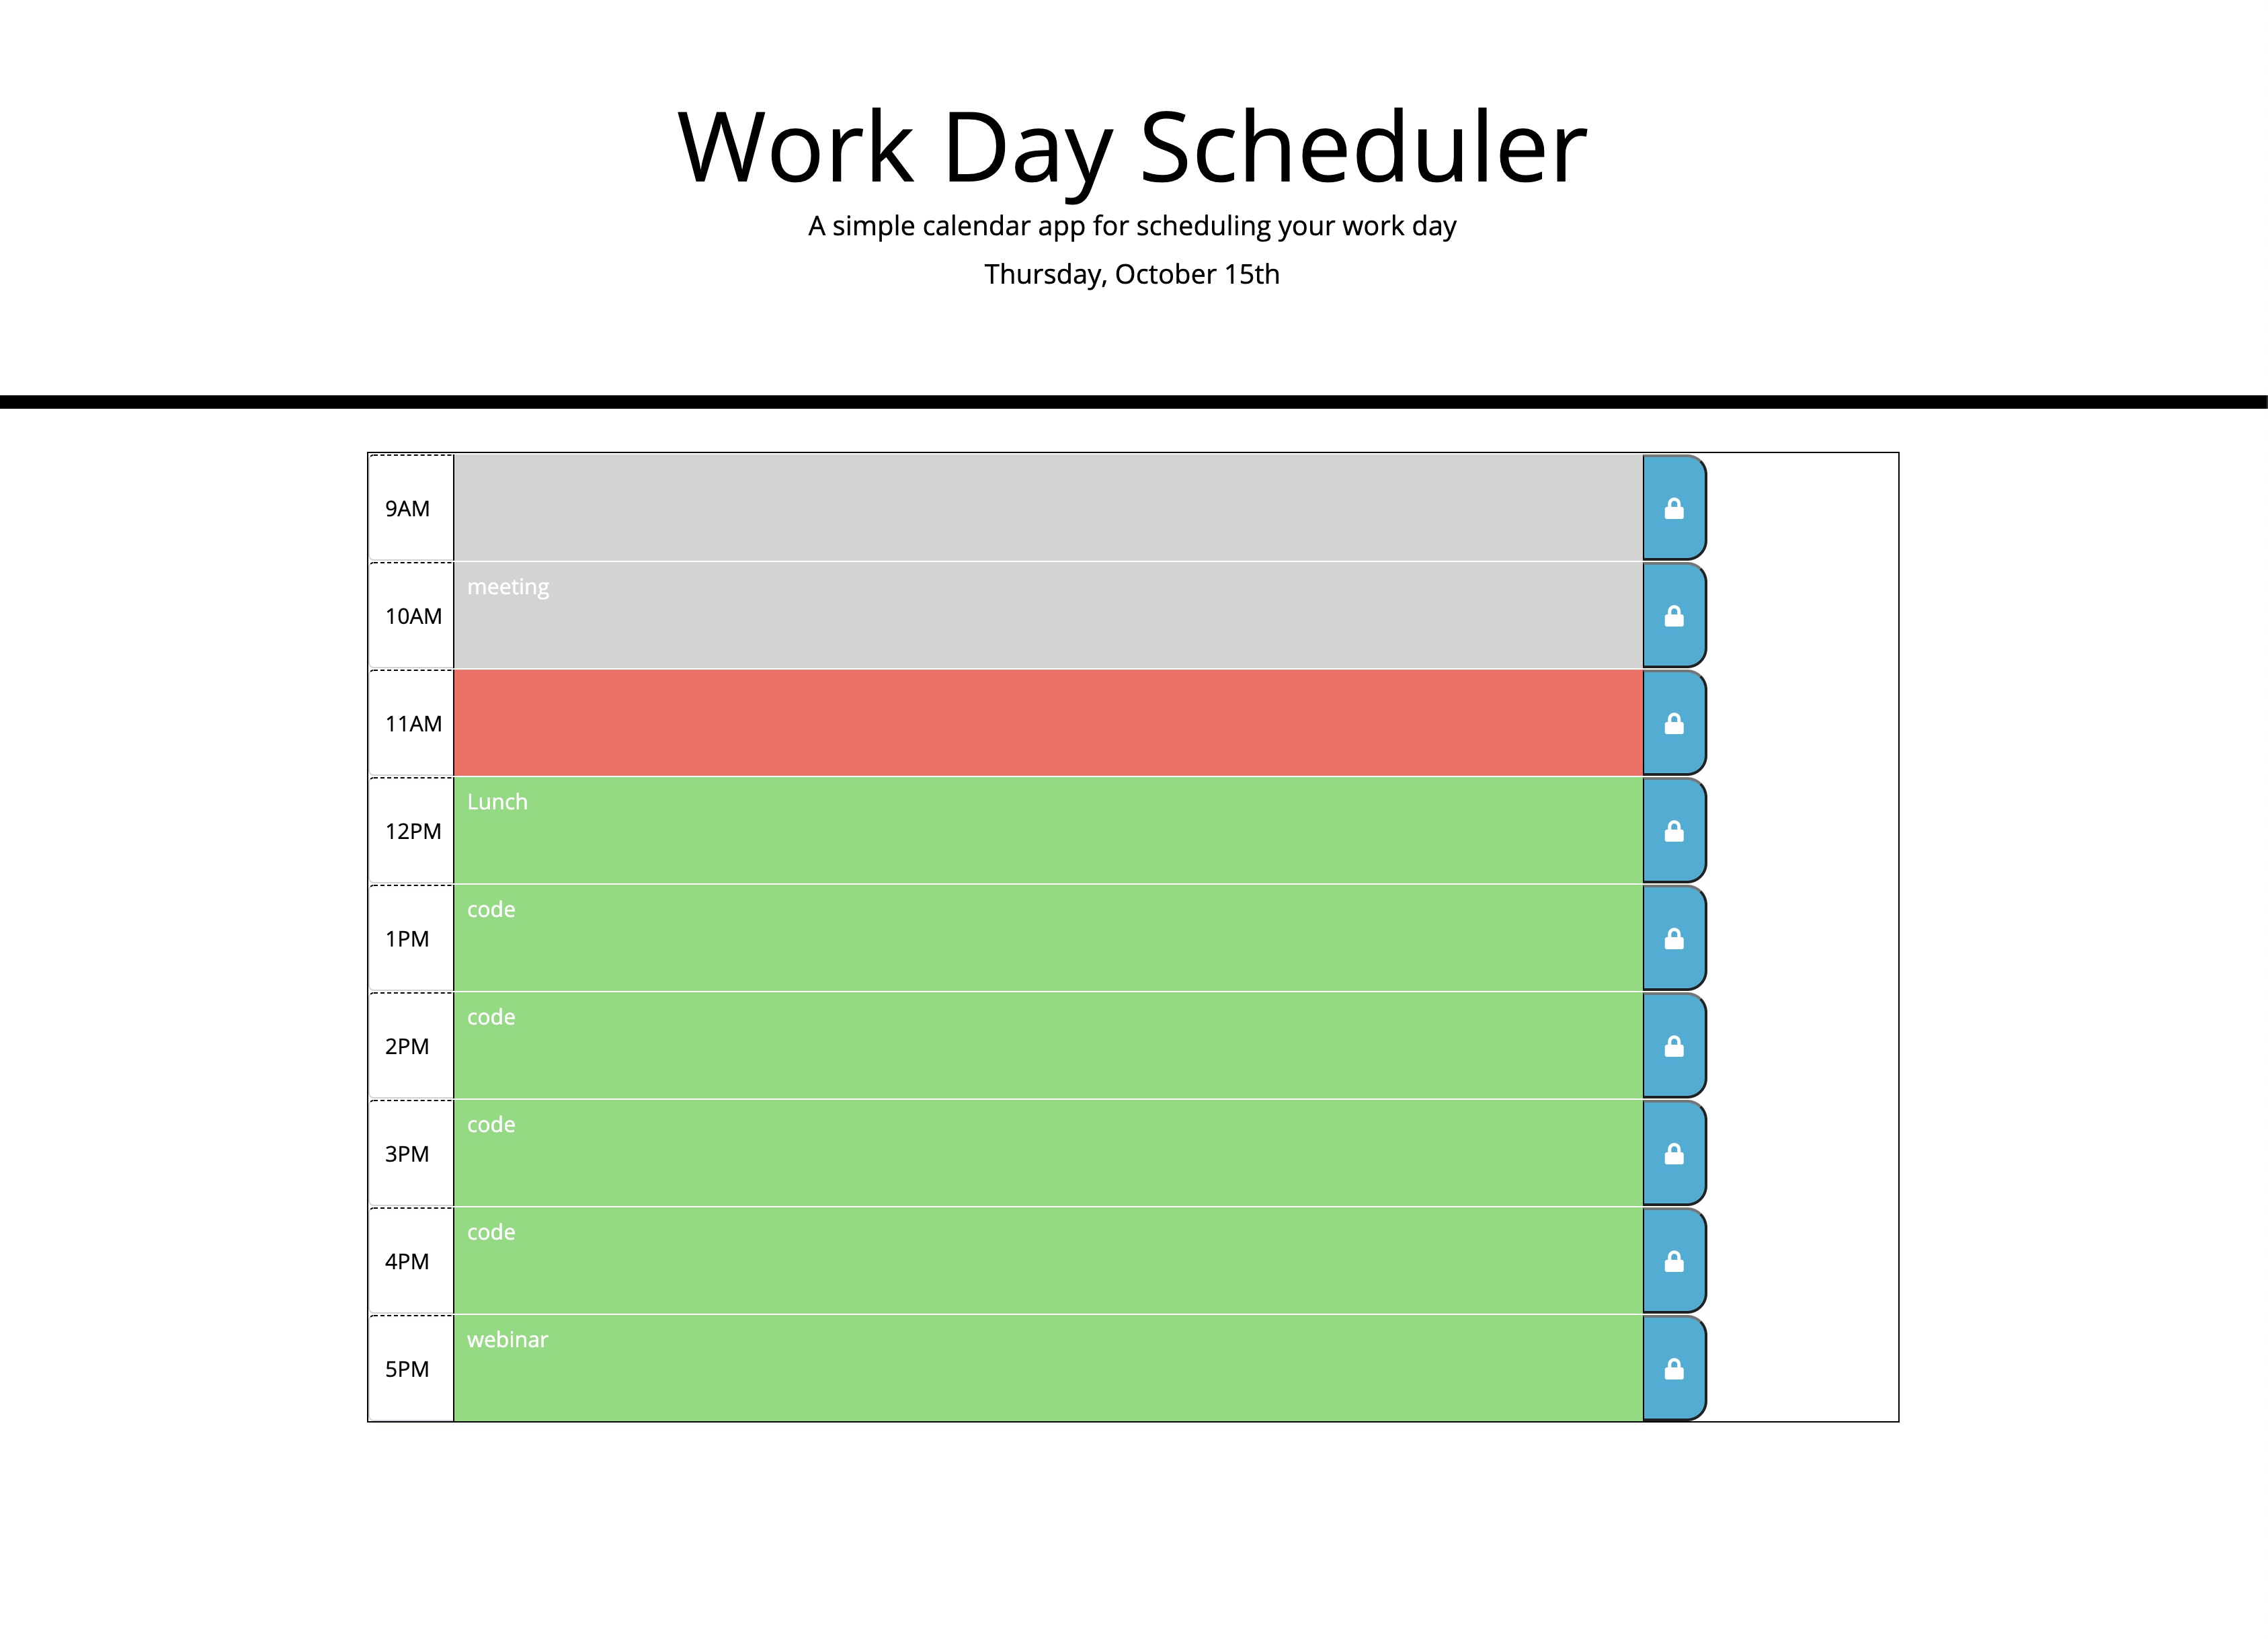 Work Day Scheduler
A simple calendar app for scheduling your work day
Thursday, October 15th
9AM
meeting
10AM
11AM
Lunch
12PM
code
1PM
code
2PM
code
3PM
code
4PM
webinar
5PM